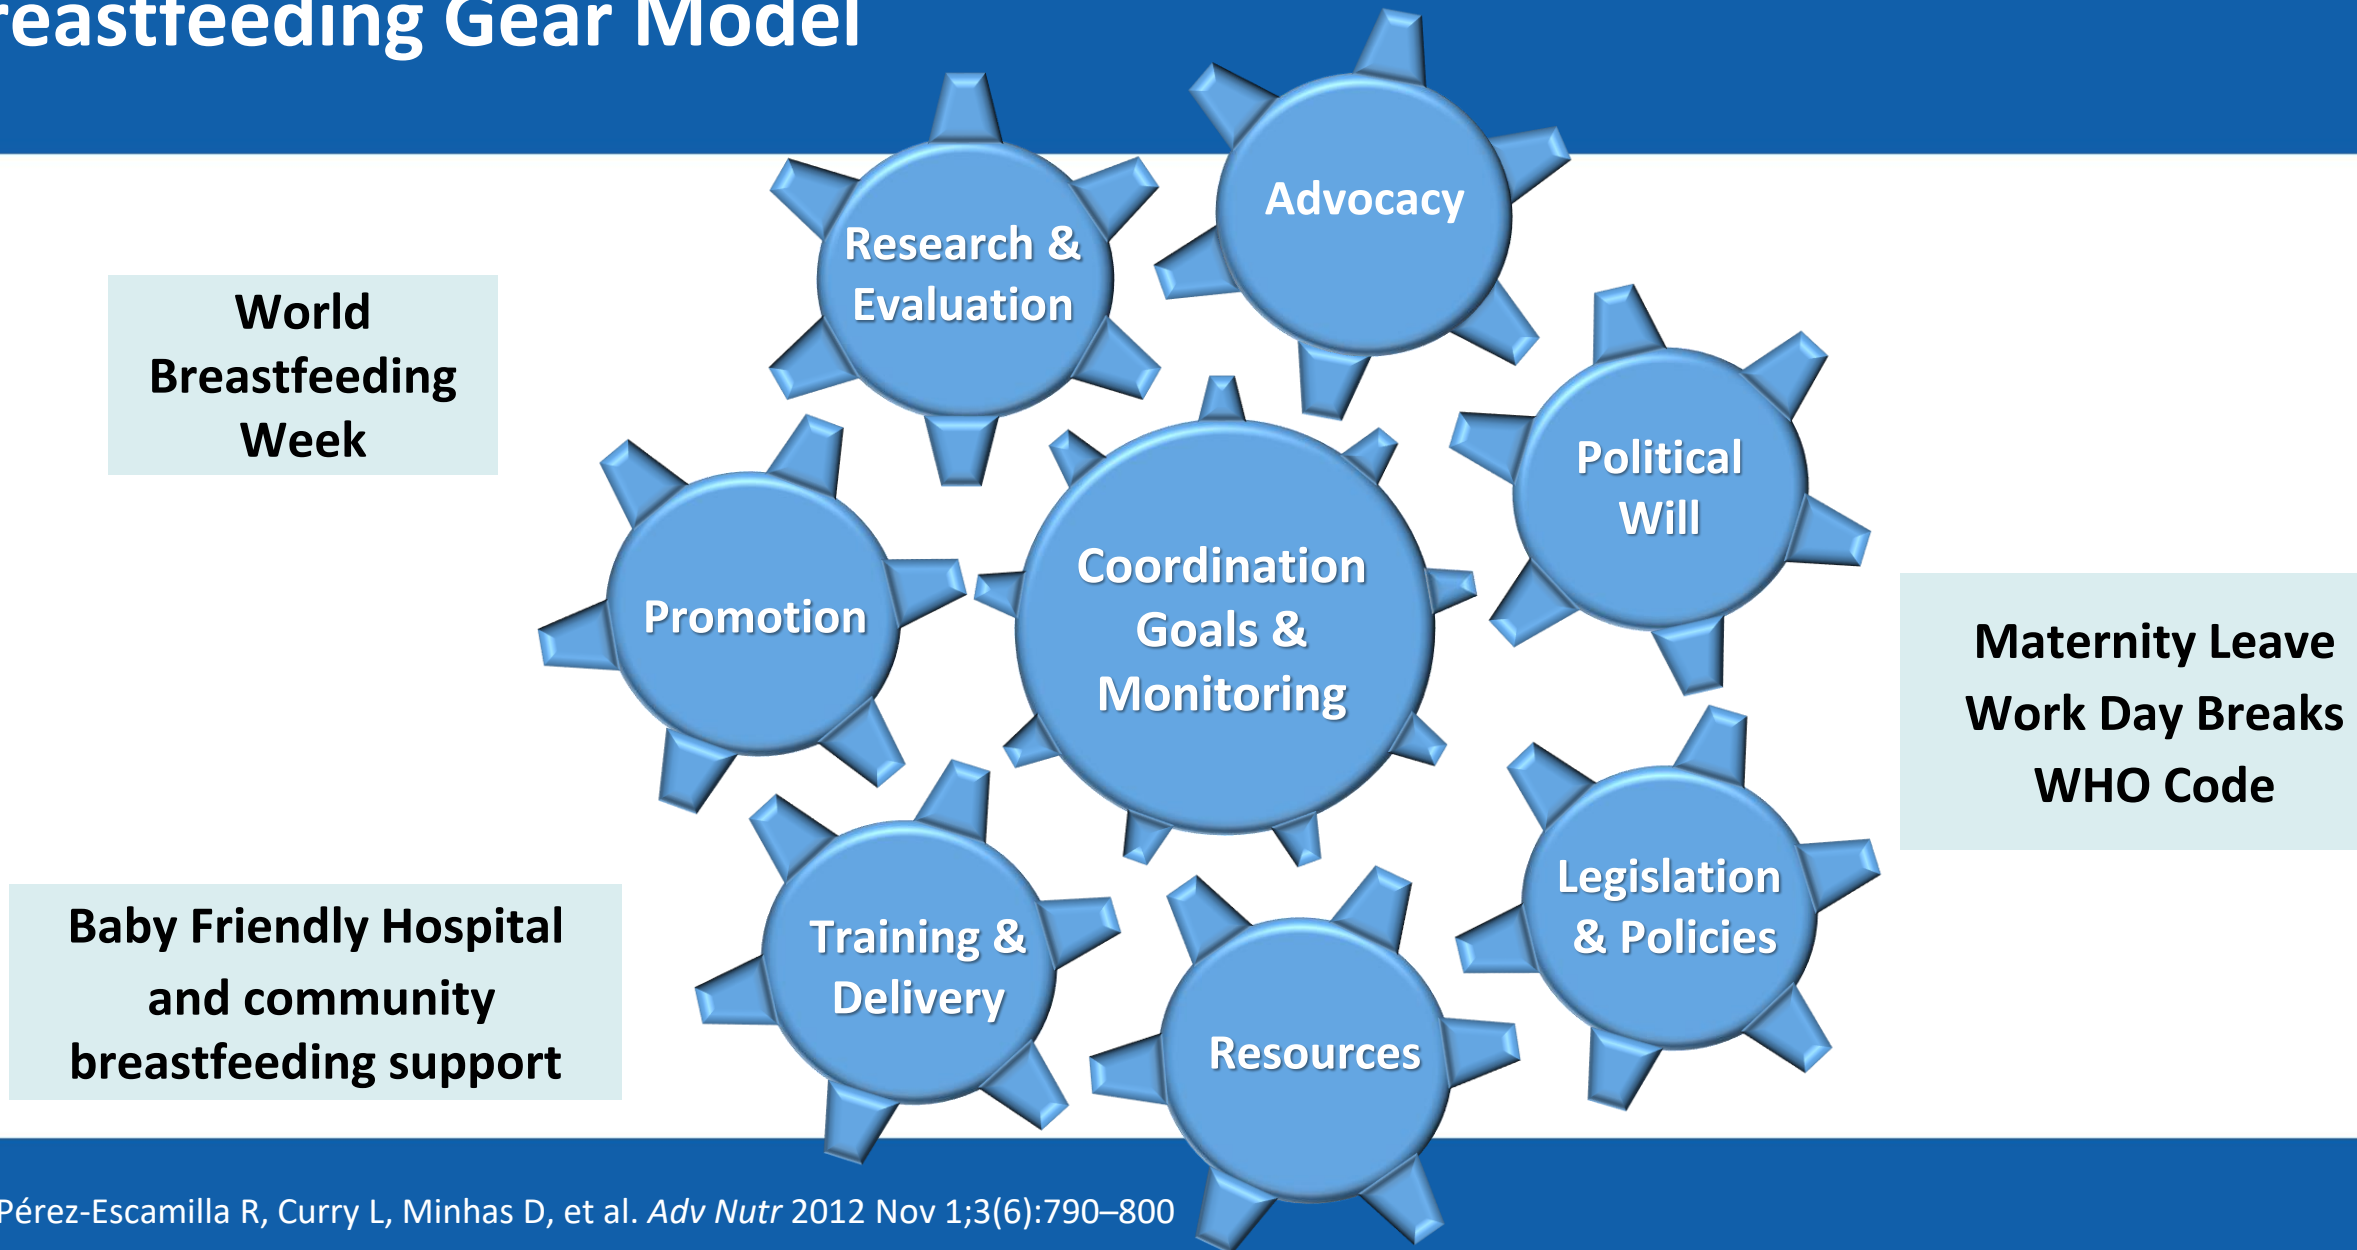 reastfeeding Gear Model
Advocacy
Research &
Evaluation
World
Breastfeeding
Week
Political
Will
Coordination
Goals &
Monitoring
Promotion
Maternity Leave
Work Day Breaks
WHO Code
Legislation
& Policies
Baby Friendly Hospital
and community
breastfeeding support
Training &
Delivery
Resources
Pérez-Escamilla R, Curry L, Minhas D, et al. Adv Nutr 2012 Nov 1;3(6):790–800